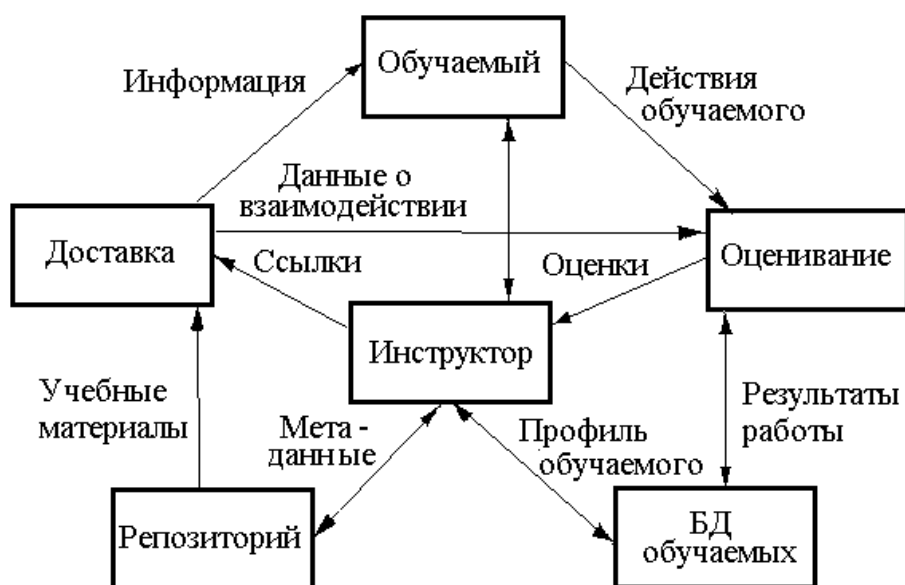 Обучаемый
Информация
Действия
обучаемого
Данные о
взаимодействии
Доставка
Ссылки
Оценки
Оценивание
Инструктор
Учебные
материалы
Мета -
данные
Профиль
обучаемого
Результаты
работы
Репозиторий
БД
обучаемых